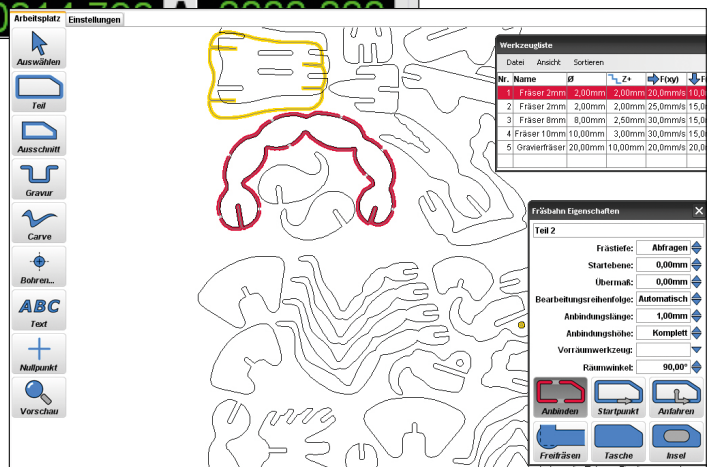 Arbeitsplatz Einstellungen
Auswählen
Teil
Ausschnitt
Gravur
Carve
Bohren...
ABC
Text
Nullpunkt
Vorschau
Werkzeugliste
Datei Ansicht Sortieren
Nr. Name Ø Z+ F(xy)
1 Fräser 2mm 2,00mm 2,00mm 20,0mm/s
2 Fräser 2mm 2,00mm 2,00mm 25,0mm/s
3 Fräser 8mm 8,00mm 2,50mm 30,0mm/s
4 Fräser 10mm 10,00mm 3,00mm 30,0mm/s
5 Gravierfräser 20,00mm 10,00mm 20,0mm/s
Fräsbahn Eigenschaften
Teil 2
Frästiefe: Abfragen
Startebene: 0,00mm
Übermaß: 0,00mm
Bearbeitungsreihenfolge: Automatisch
Anbindungslänge: 1,00mm
Anbindungshöhe: Komplett
Vorräumwerkzeug:
Räumwinkel: 90,00°
Anbinden Startpunkt Anfahren
Freifräsen Tasche Insel